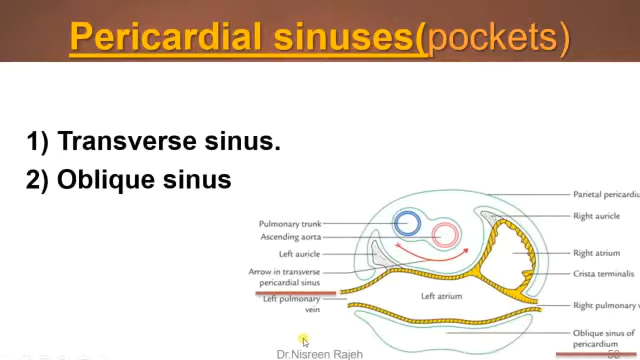 Pericardial sinuses(pockets)
1) Transverse sinus.
2) Oblique sinus
Pulmonary trunk
Ascending aorta
Left auricle
Arrow in transverse
pericardial sinus
Left pulmonary
vein
Left atrium
Parietal pericardiu
Right auricle
Right atrium
Crista terminalis
Right pulmonary v
Oblique sinus of
pericardium
Dr.Nisreen Rajeh